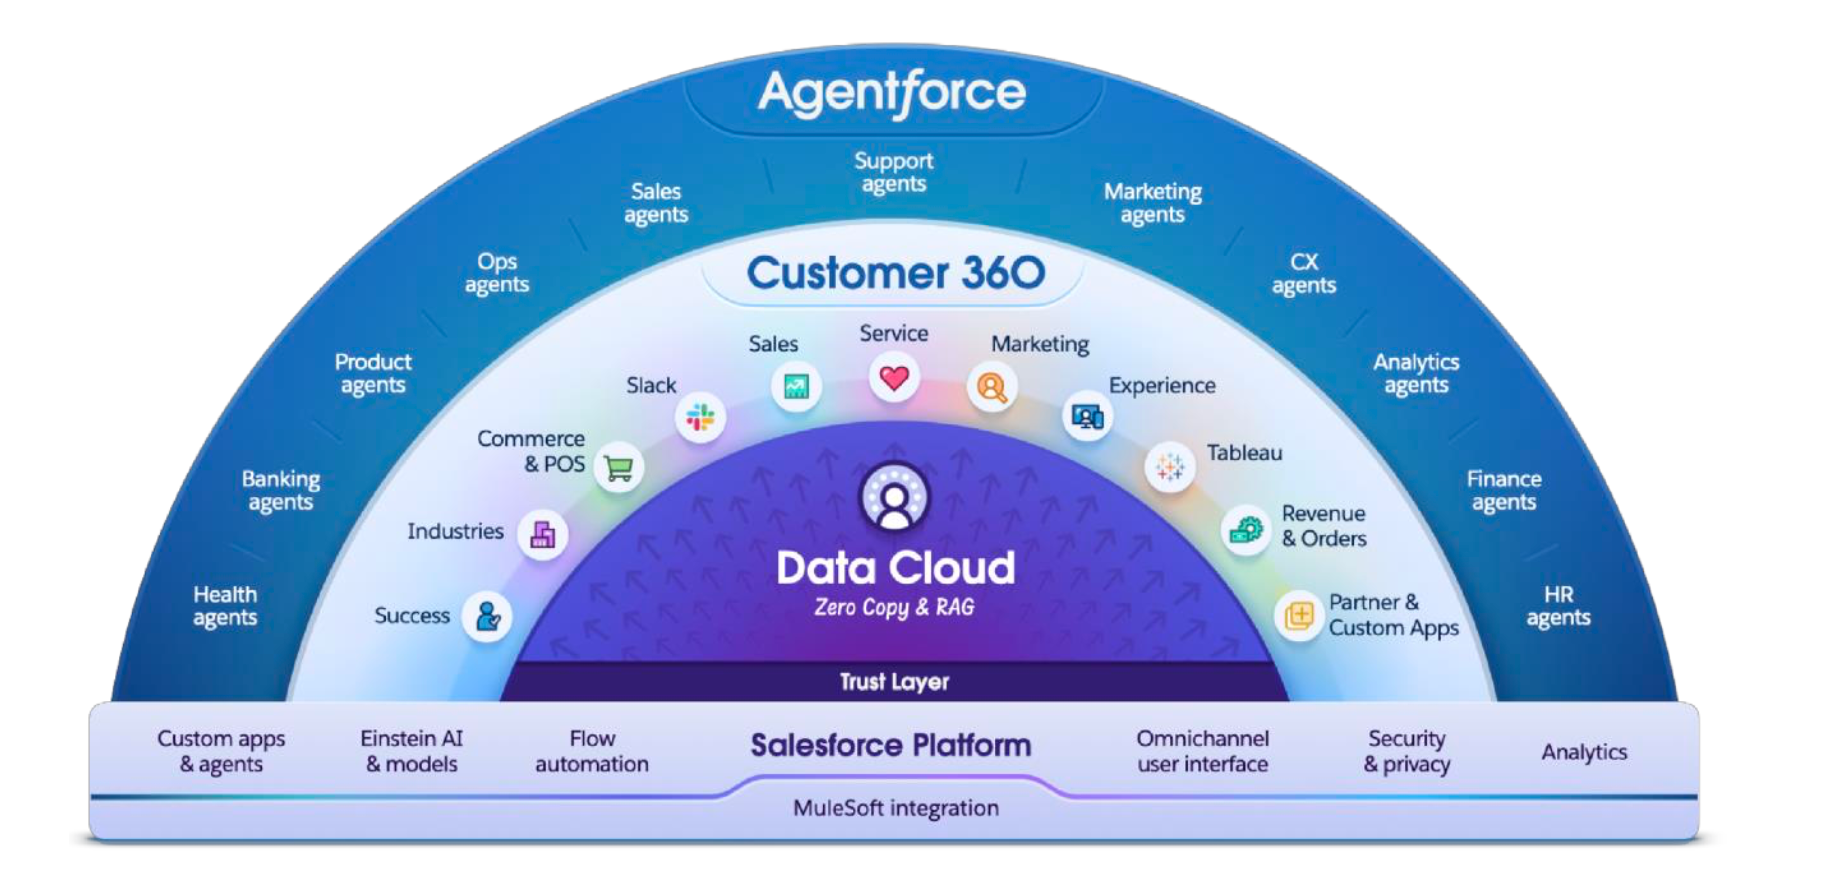 Agentforce
Health
agents
Banking
agents
Product
agents
Ops
agents
Sales
agents
Support
agents
Marketing
agents
CX
agents
Analytics
agents
Finance
agents
HR
agents
Customer 360
Success
Industries
Commerce
& POS
Slack
Sales
Service
Marketing
Experience
Tableau
Revenue
& Orders
Partner &
Custom Apps
Data Cloud
Zero Copy & RAG
Trust Layer
Custom apps
& agents
Einstein AI
& models
Flow
automation
Salesforce Platform
Omnichannel
user interface
Security
& privacy
Analytics
MuleSoft integration